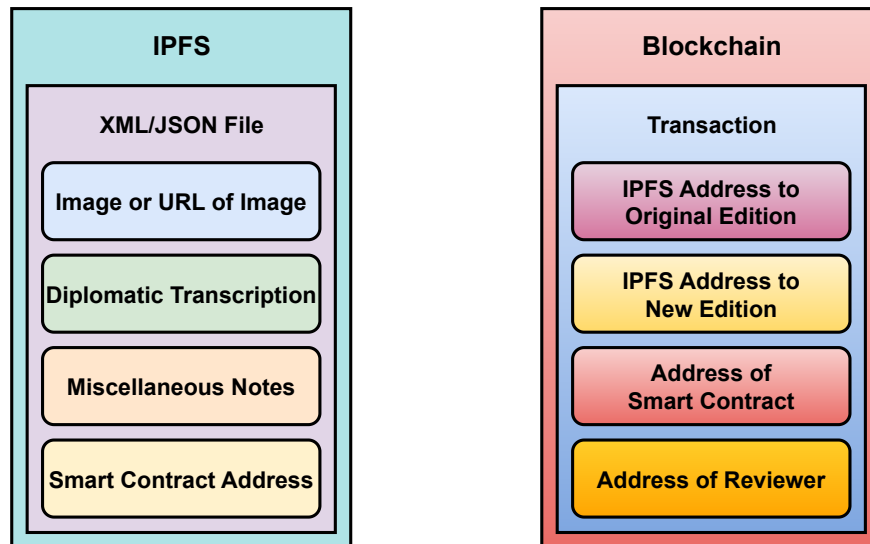 IPFS
XML/JSON File
Image or URL of Image
Diplomatic Transcription
Miscellaneous Notes
Smart Contract Address
Blockchain
Transaction
IPFS Address to
Original Edition
IPFS Address to
New Edition
Address of
Smart Contract
Address of Reviewer